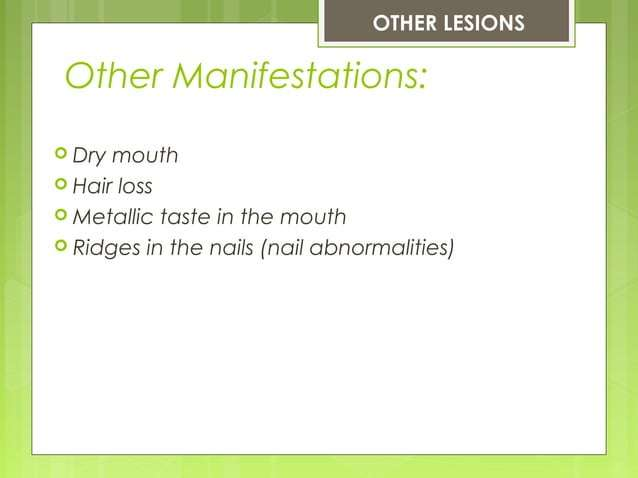 OTHER LESIONS
Other Manifestations:
Dry mouth
Hair loss
Metallic taste in the mouth
Ridges in the nails (nail abnormalities)